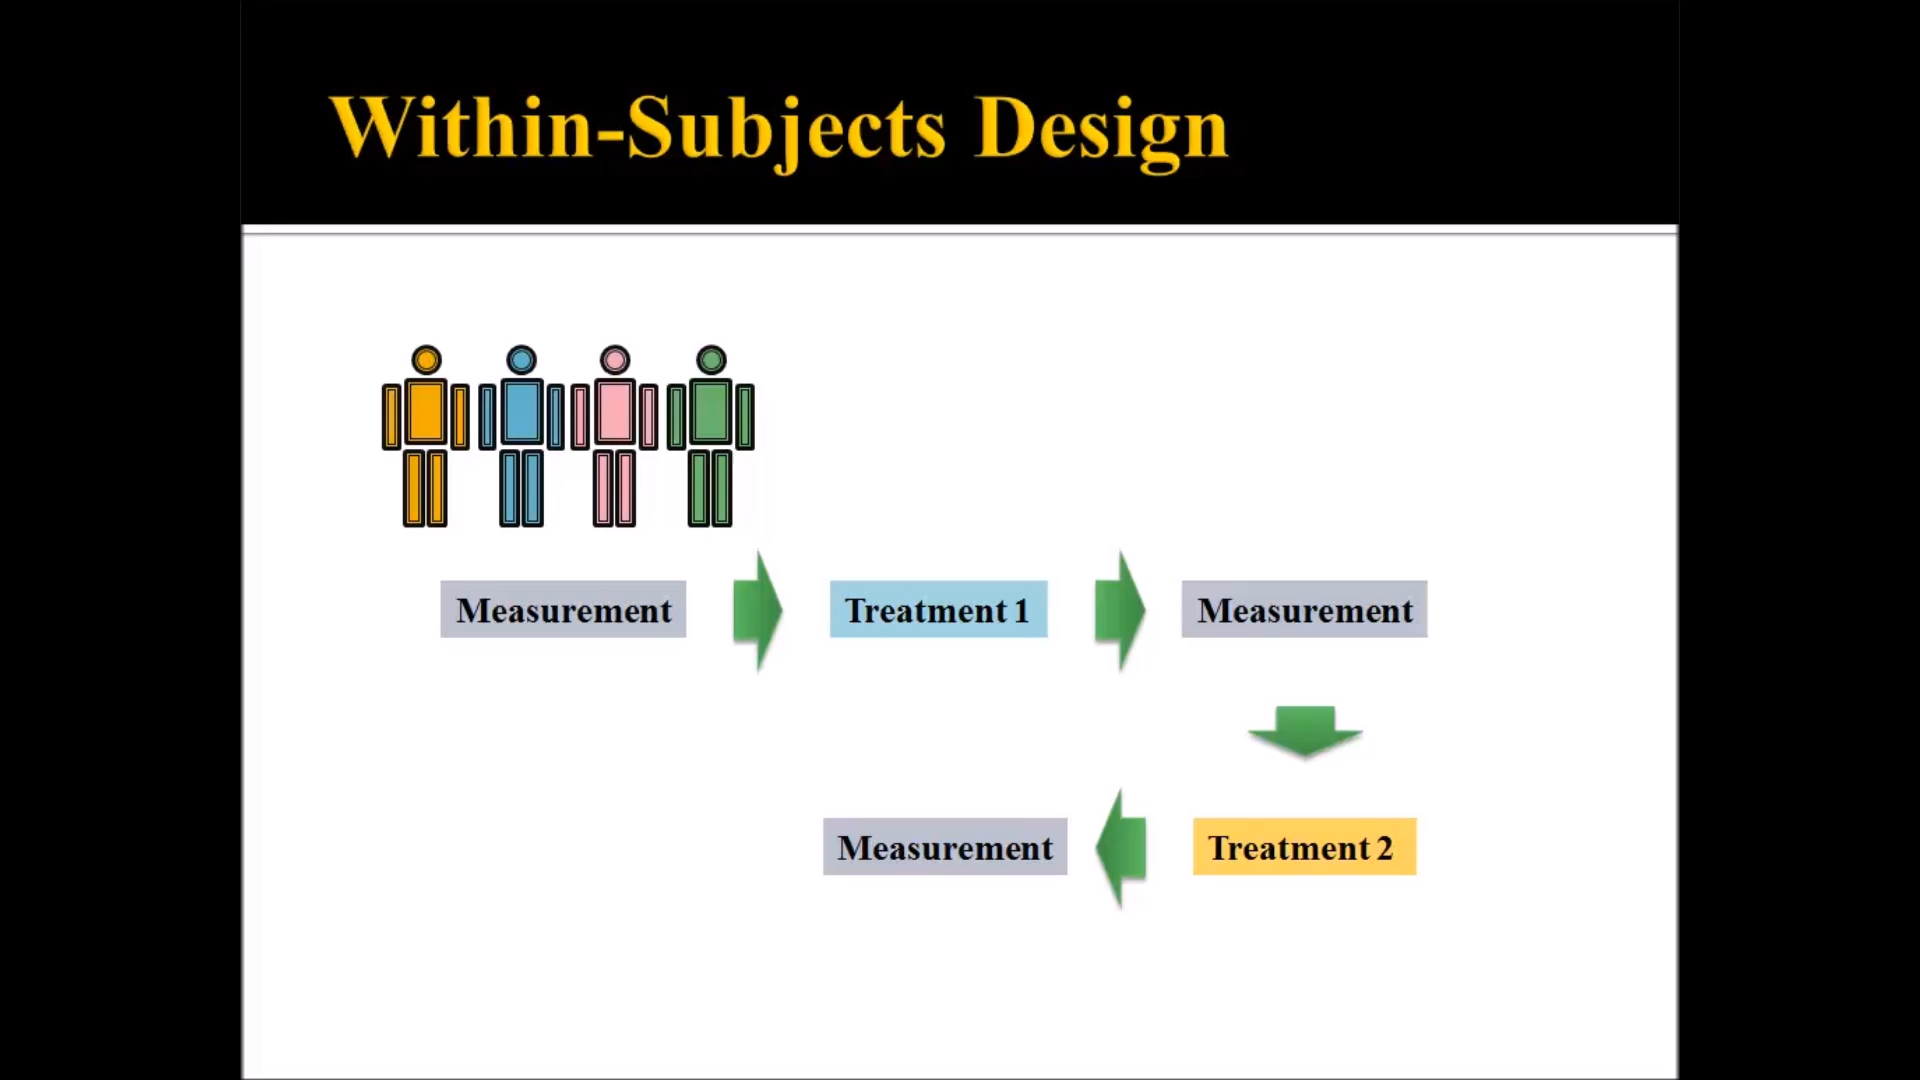 Within-Subjects Design
Measurement
Treatment 1
Measurement
Treatment 2
Measurement